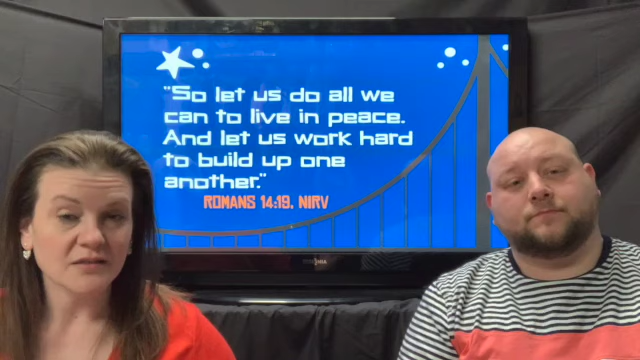 "So let us do all we
can to live in peace.
And let us work hard
to build up one
another."
ROMANS 14:19, NIRV
INSIGNIA